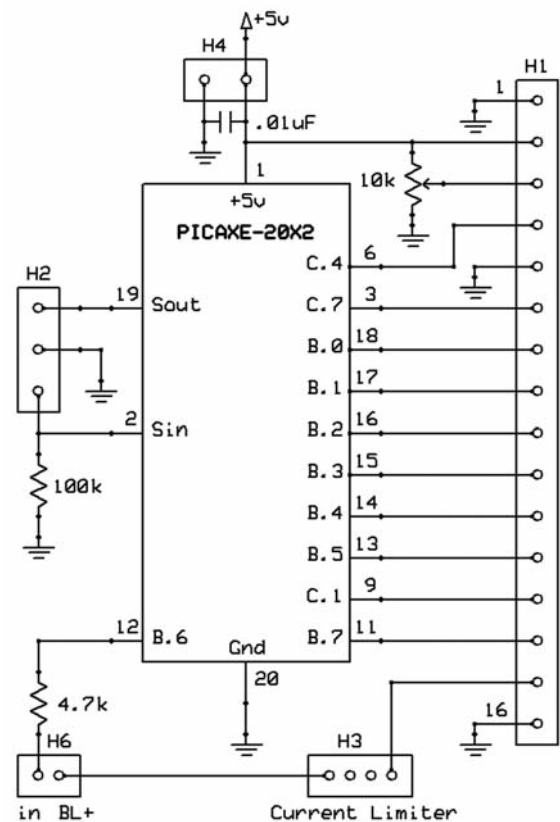 +5v
H4
H1
1
.01uF
1
10k
+5v
PICAXE-20X2
H2
C.4
6
19
Sout
C.7
3
B.0
18
B.1
17
2
Sin
B.2
16
B.3
15
100k
B.4
14
B.5
13
C.1
9
12
B.6
B.7
11
Gnd
20
4.7k
16
H6
H3
in BL+
Current Limiter